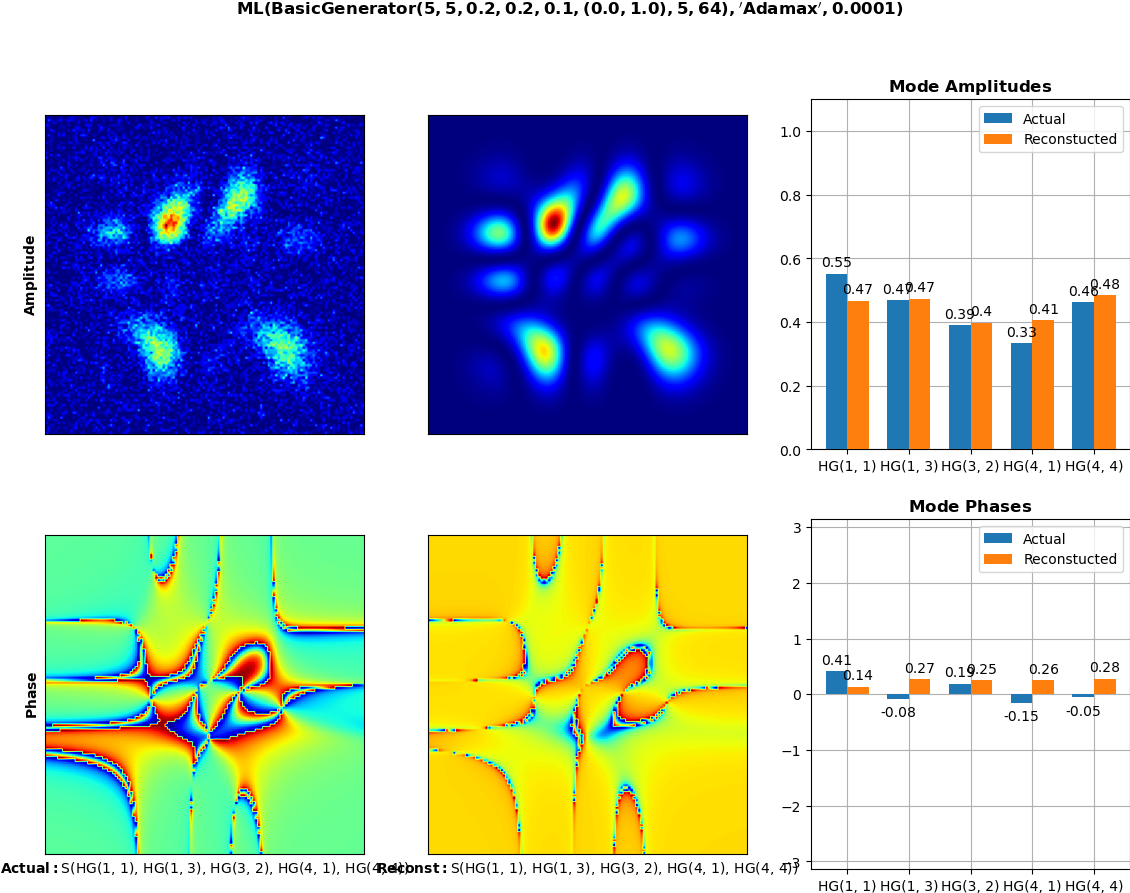 ML(BasicGenerator(5, 5, 0.2, 0.2, 0.1, (0.0, 1.0), 5, 64), 'Adamax', 0.0001)
Mode Amplitudes
Amplitude
1.0
0.8
0.6
0.4
0.2
0.0
Actual
Reconstucted
0.55
0.47
0.47
0.47
0.39
0.4
0.33
0.41
0.46
0.48
HG(1, 1) HG(1, 3) HG(3, 2) HG(4, 1) HG(4, 4)
Mode Phases
Phase
3
2
1
0
−1
−2
−3
Actual
Reconstucted
0.41
0.14
-0.08
0.27
0.19
0.25
-0.15
0.26
-0.05
0.28
HG(1, 1) HG(1, 3) HG(3, 2) HG(4, 1) HG(4, 4)
Actual: S(HG(1, 1), HG(1, 3), HG(3, 2), HG(4, 1), HG(4, 4))
Reconst: S(HG(1, 1), HG(1, 3), HG(3, 2), HG(4, 1), HG(4, 4))